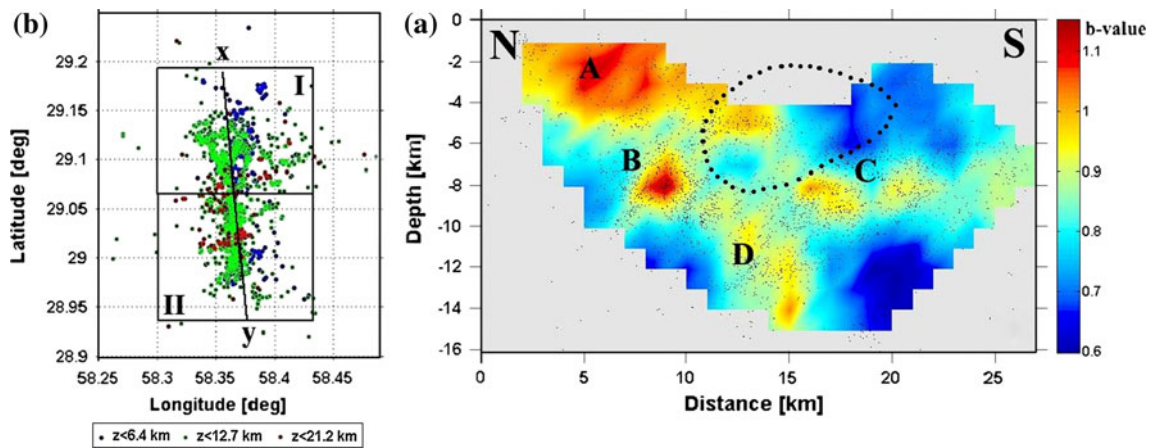 (b)
x
I
II
y
29.2
29.15
29.1
29.05
29
28.95
28.9
Latitude [deg]
58.25 58.3 58.35 58.4 58.45
Longitude [deg]
z<6.4 km z<12.7 km z<21.2 km
(a)
N
S
A
B
C
D
0
-2
-4
-6
-8
-10
-12
-14
-16
Depth [km]
0 5 10 15 20 25
Distance [km]
b-value
1.1
1
0.9
0.8
0.7
0.6